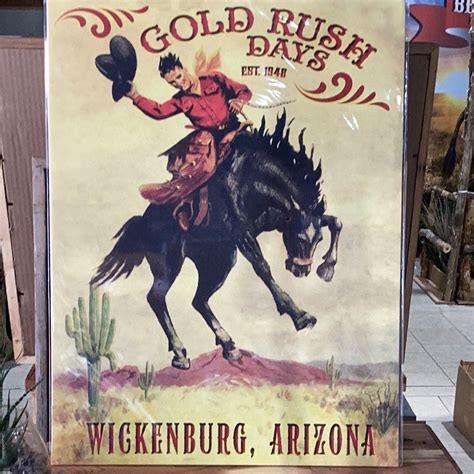 GOLD RUSH
DAYS
EST. 1948
WICKENBURG, ARIZONA